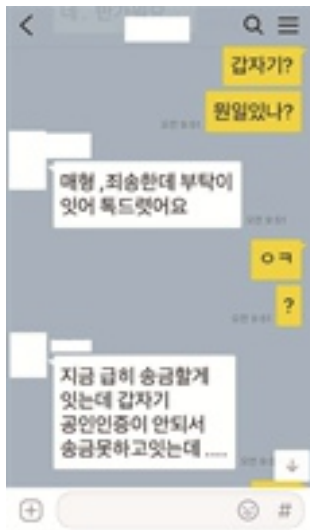 갑자기?
뭔일있나?
매형 ,죄송한데 부탁이
잇어 톡드렷어요
ㅇㅋ
?
지금 급히 송금할게
잇는데 갑자기
공인인증이 안되서
송금못하고잇는데 .....
#